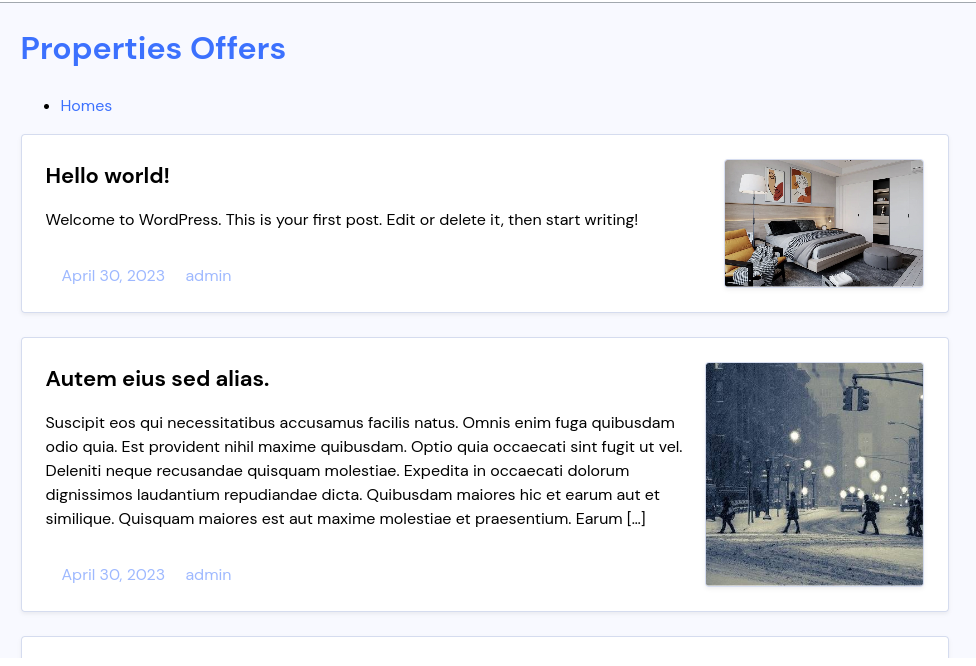 Properties Offers
Homes
Hello world!
Welcome to WordPress. This is your first post. Edit or delete it, then start writing!
April 30, 2023 admin
Autem eius sed alias.
Suscipit eos qui necessitatibus accusamus facilis natus. Omnis enim fuga quibusdam
odio quia. Est provident nihil maxime quibusdam. Optio quia occaecati sint fugit ut vel.
Deleniti neque recusandae quisquam molestiae. Expedita in occaecati dolorum
dignissimos laudantium repudiandae dicta. Quibusdam maiores hic et earum aut et
similique. Quisquam maiores est aut maxime molestiae et praesentium. Earum [...]
April 30, 2023 admin